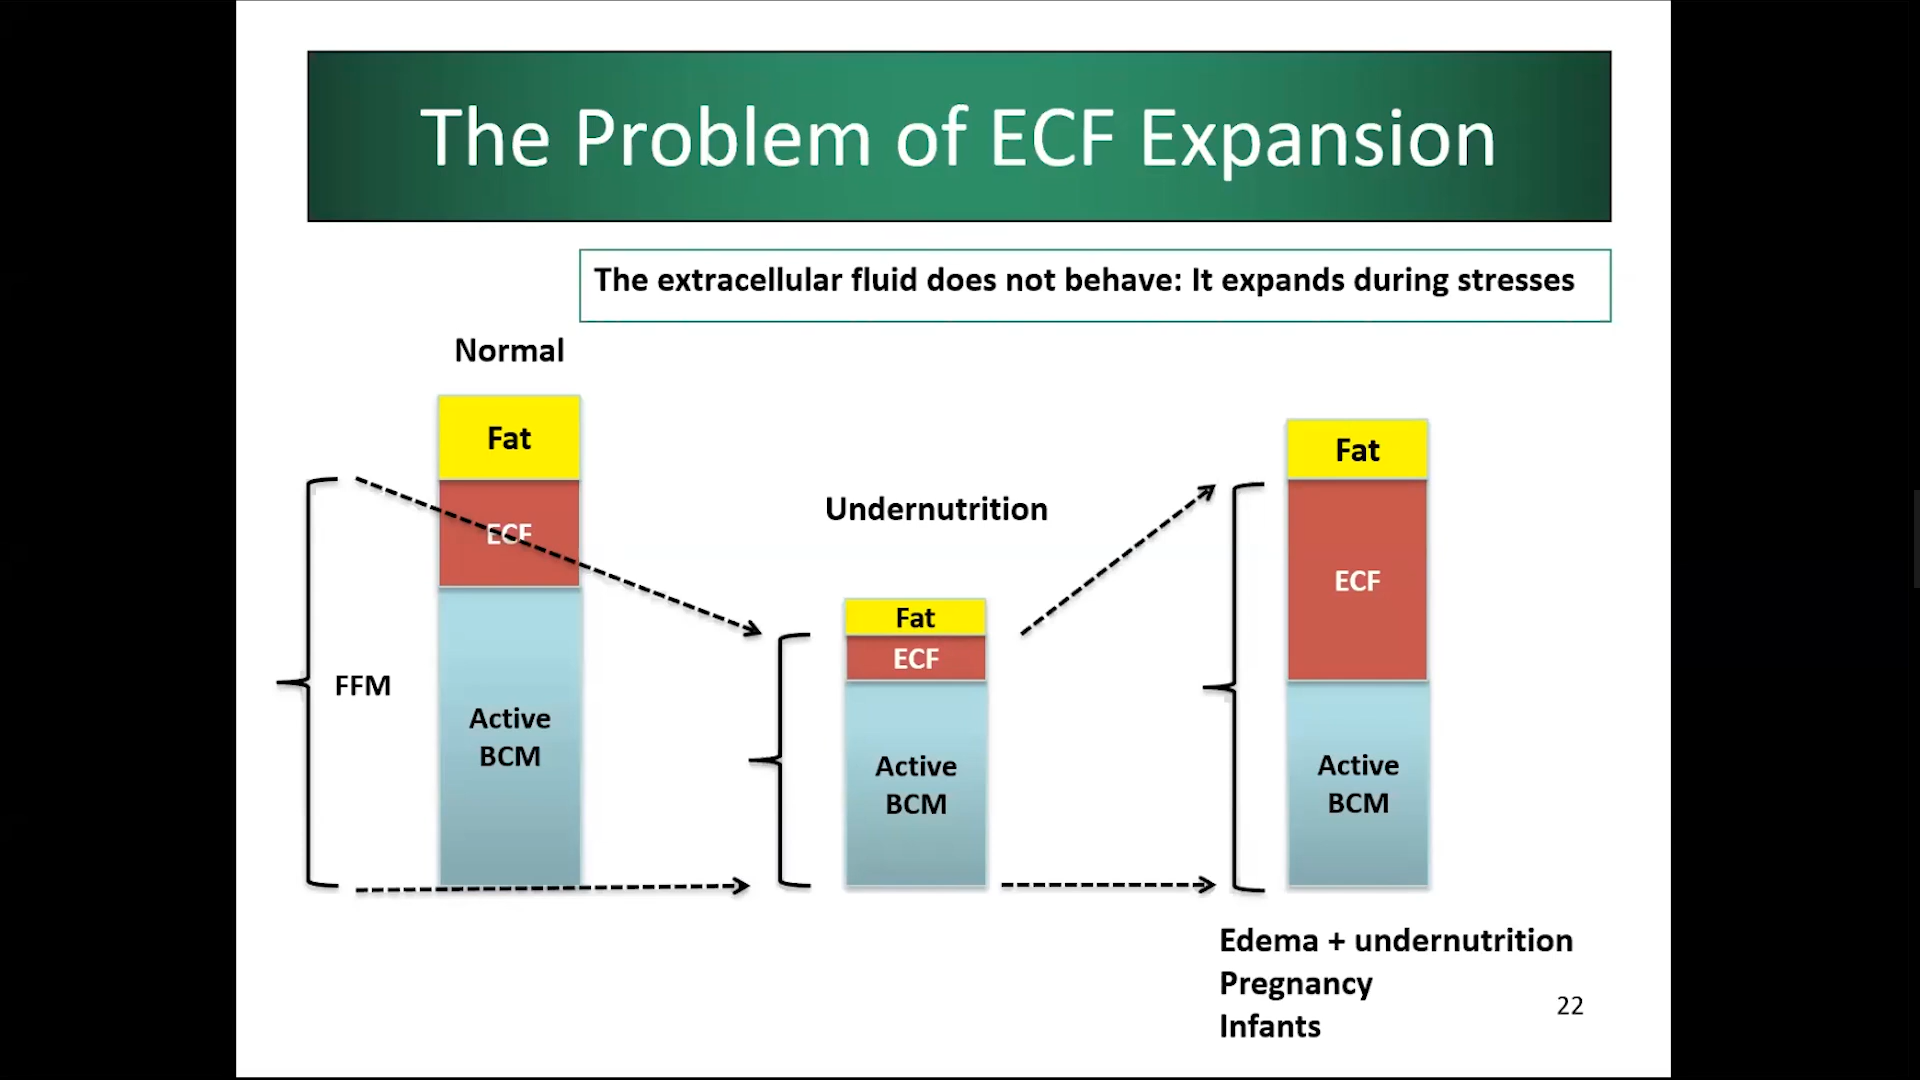 The Problem of ECF Expansion
The extracellular fluid does not behave: It expands during stresses
Normal
Fat
ECF
FFM
Active
BCM
Undernutrition
Fat
ECF
Active
BCM
Fat
ECF
Active
BCM
Edema + undernutrition
Pregnancy
Infants
22